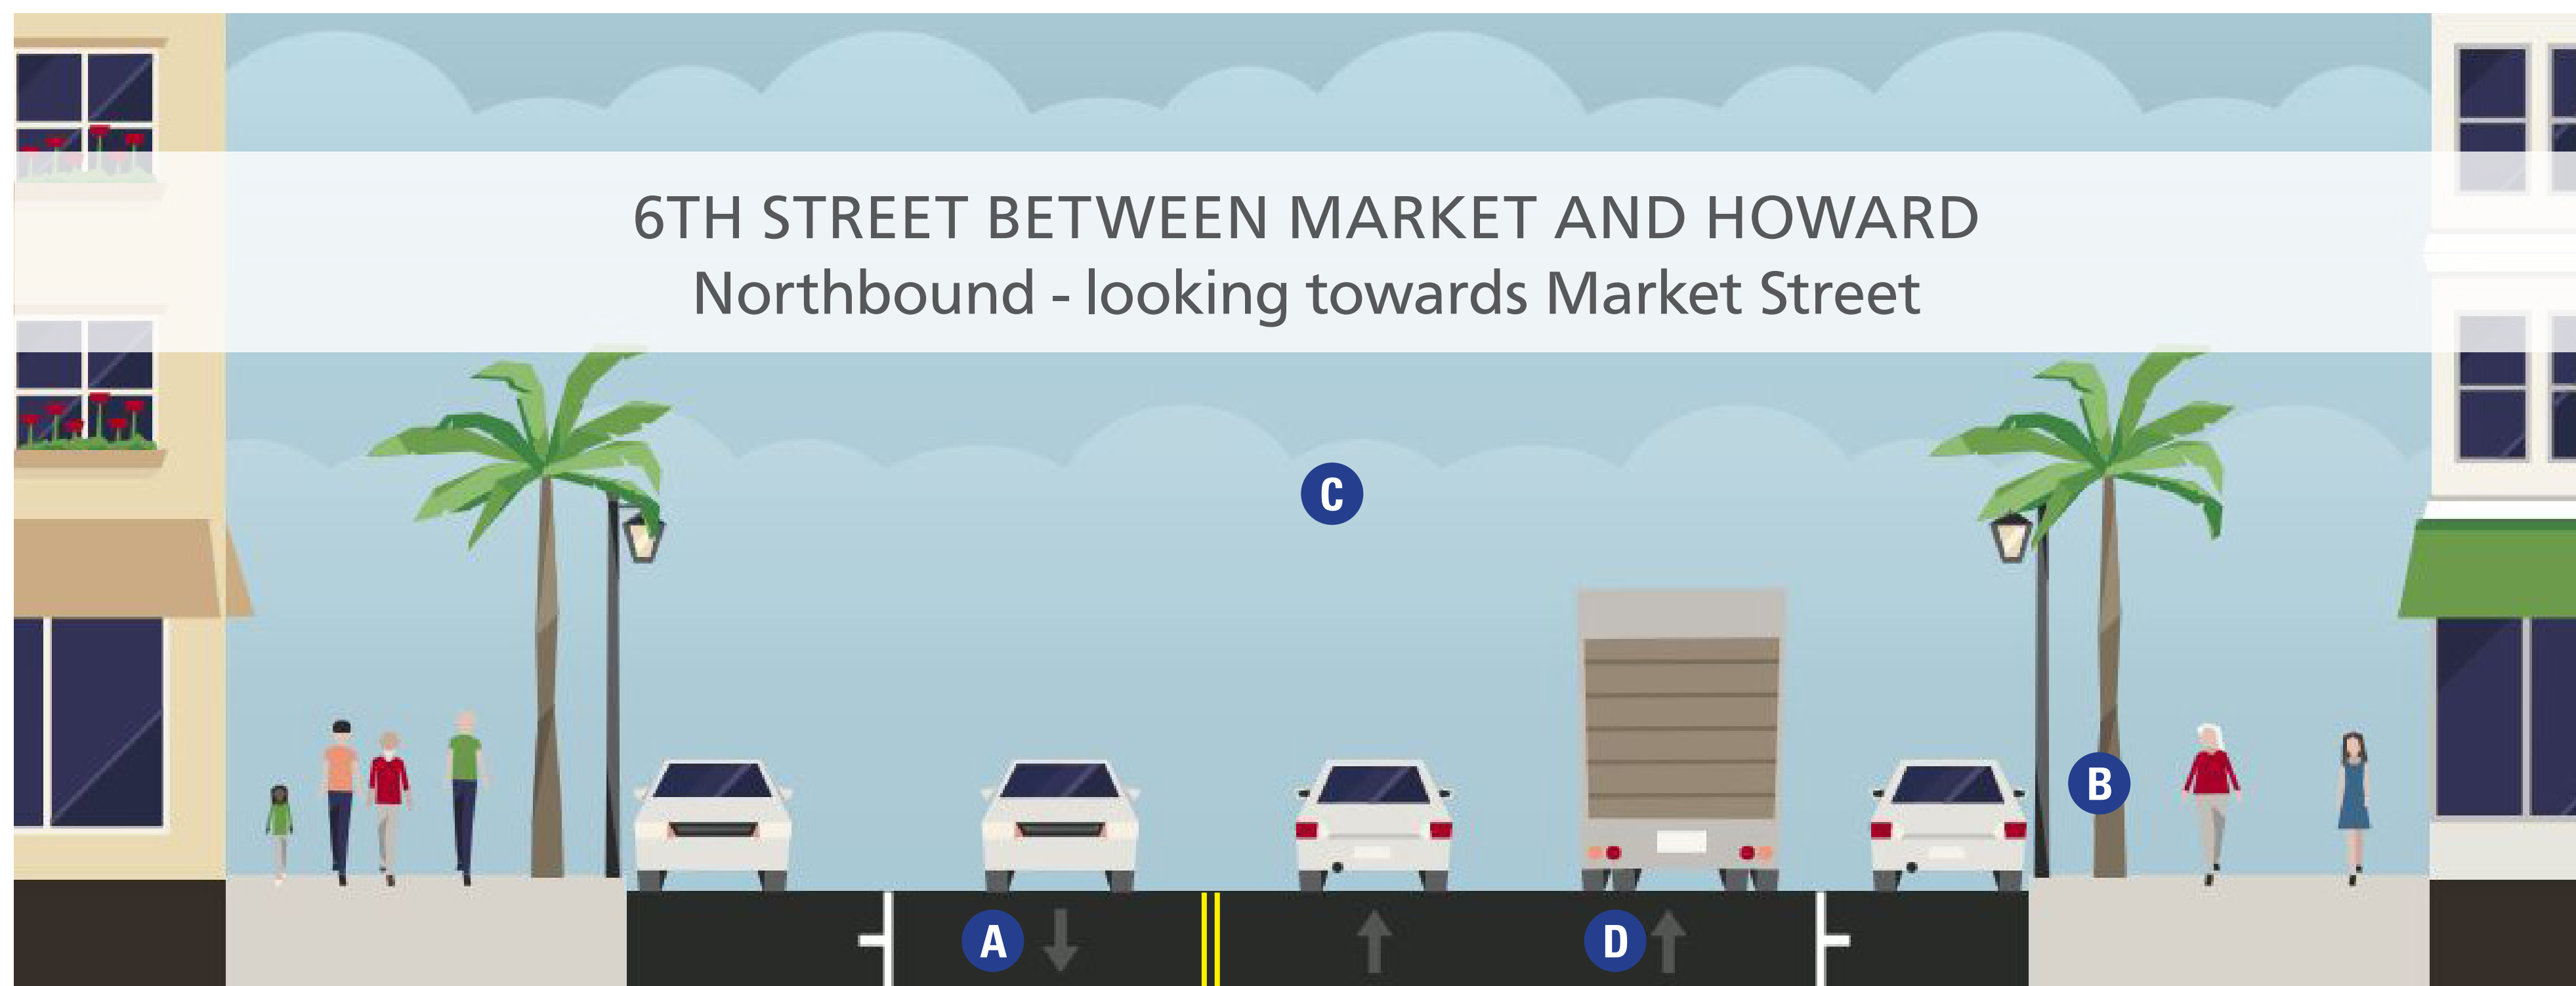 6TH STREET BETWEEN MARKET AND HOWARD
Northbound - looking towards Market Street
C
B
A
D